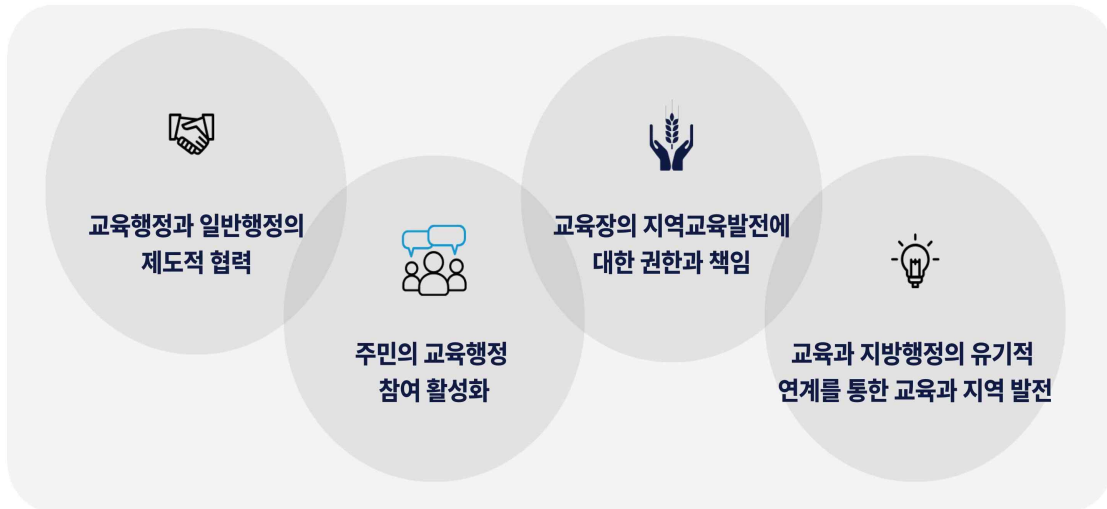 교육행정과 일반행정의
제도적 협력
주민의 교육행정
참여 활성화
교육장의 지역교육발전에
대한 권한과 책임
교육과 지방행정의 유기적
연계를 통한 교육과 지역 발전